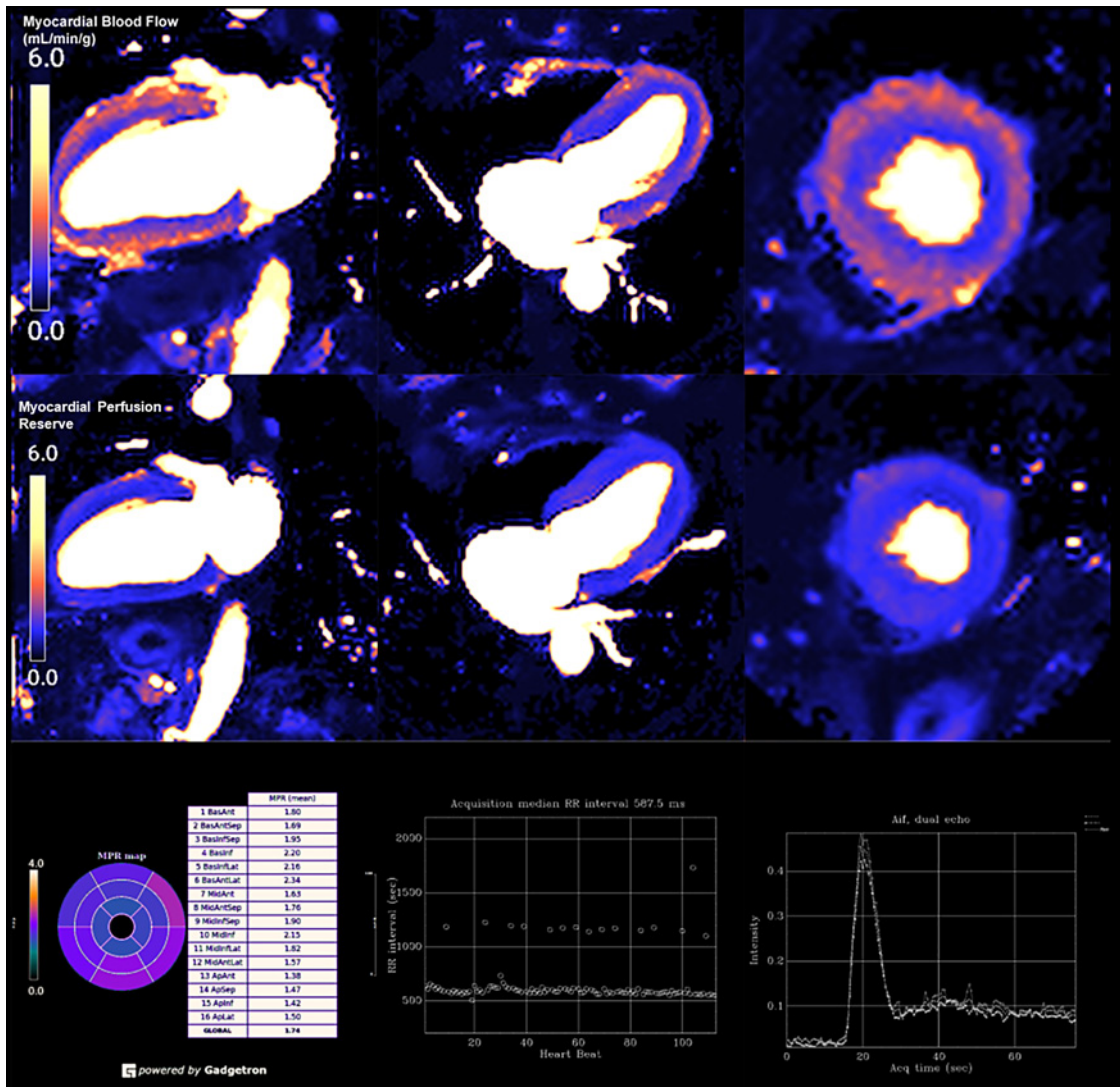 Myocardial Blood Flow
(mL/min/g)
6.0
0.0
Myocardial Perfusion
Reserve
6.0
0.0
MPR map
4.0
0.0
MPR (mean)
1 BasAnt 1.80
2 BasAntSep 1.69
3 BasInfSep 1.95
4 BasInf 2.20
5 BasInfLat 2.16
6 BasAntLat 2.34
7 MidAnt 1.63
8 MidAntSep 1.76
9 MidInfSep 1.90
10 MidInf 2.15
11 MidInfLat 1.82
12 MidAntLat 1.57
13 ApAnt 1.38
14 ApSep 1.47
15 ApInf 1.42
16 ApLat 1.50
GLOBAL 1.74
Acquisition median RR interval 587.5 ms
RR interval (sec)
2000
1500
1000
500
20 40 60 80 100
Heart Beat
Aif, dual echo
Intensity
0.4
0.3
0.2
0.1
0 20 40 60
Acq time (sec)
powered by Gadgetron